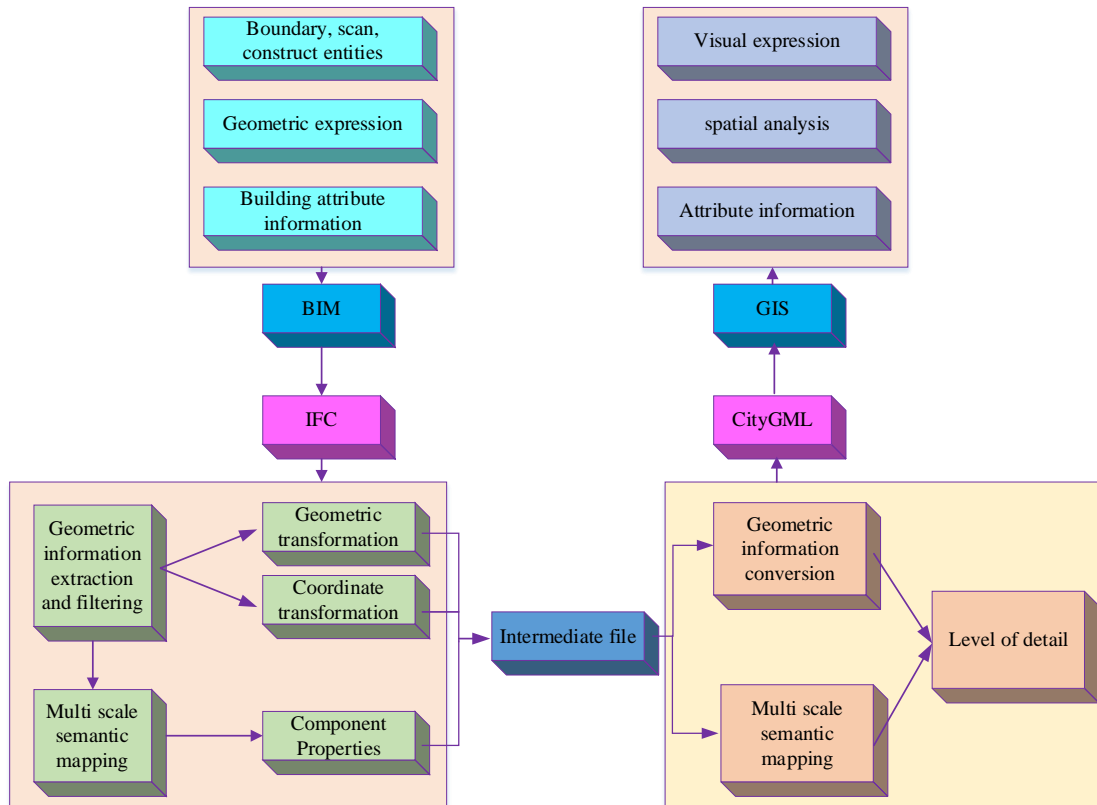 Boundary, scan,
construct entities
Geometric expression
Building attribute
information
BIM
IFC
Visual expression
spatial analysis
Attribute information
GIS
CityGML
Geometric
information
extraction
and filtering
Geometric
transformation
Coordinate
transformation
Multi scale
semantic
mapping
Component
Properties
Intermediate file
Geometric
information
conversion
Multi scale
semantic
mapping
Level of detail